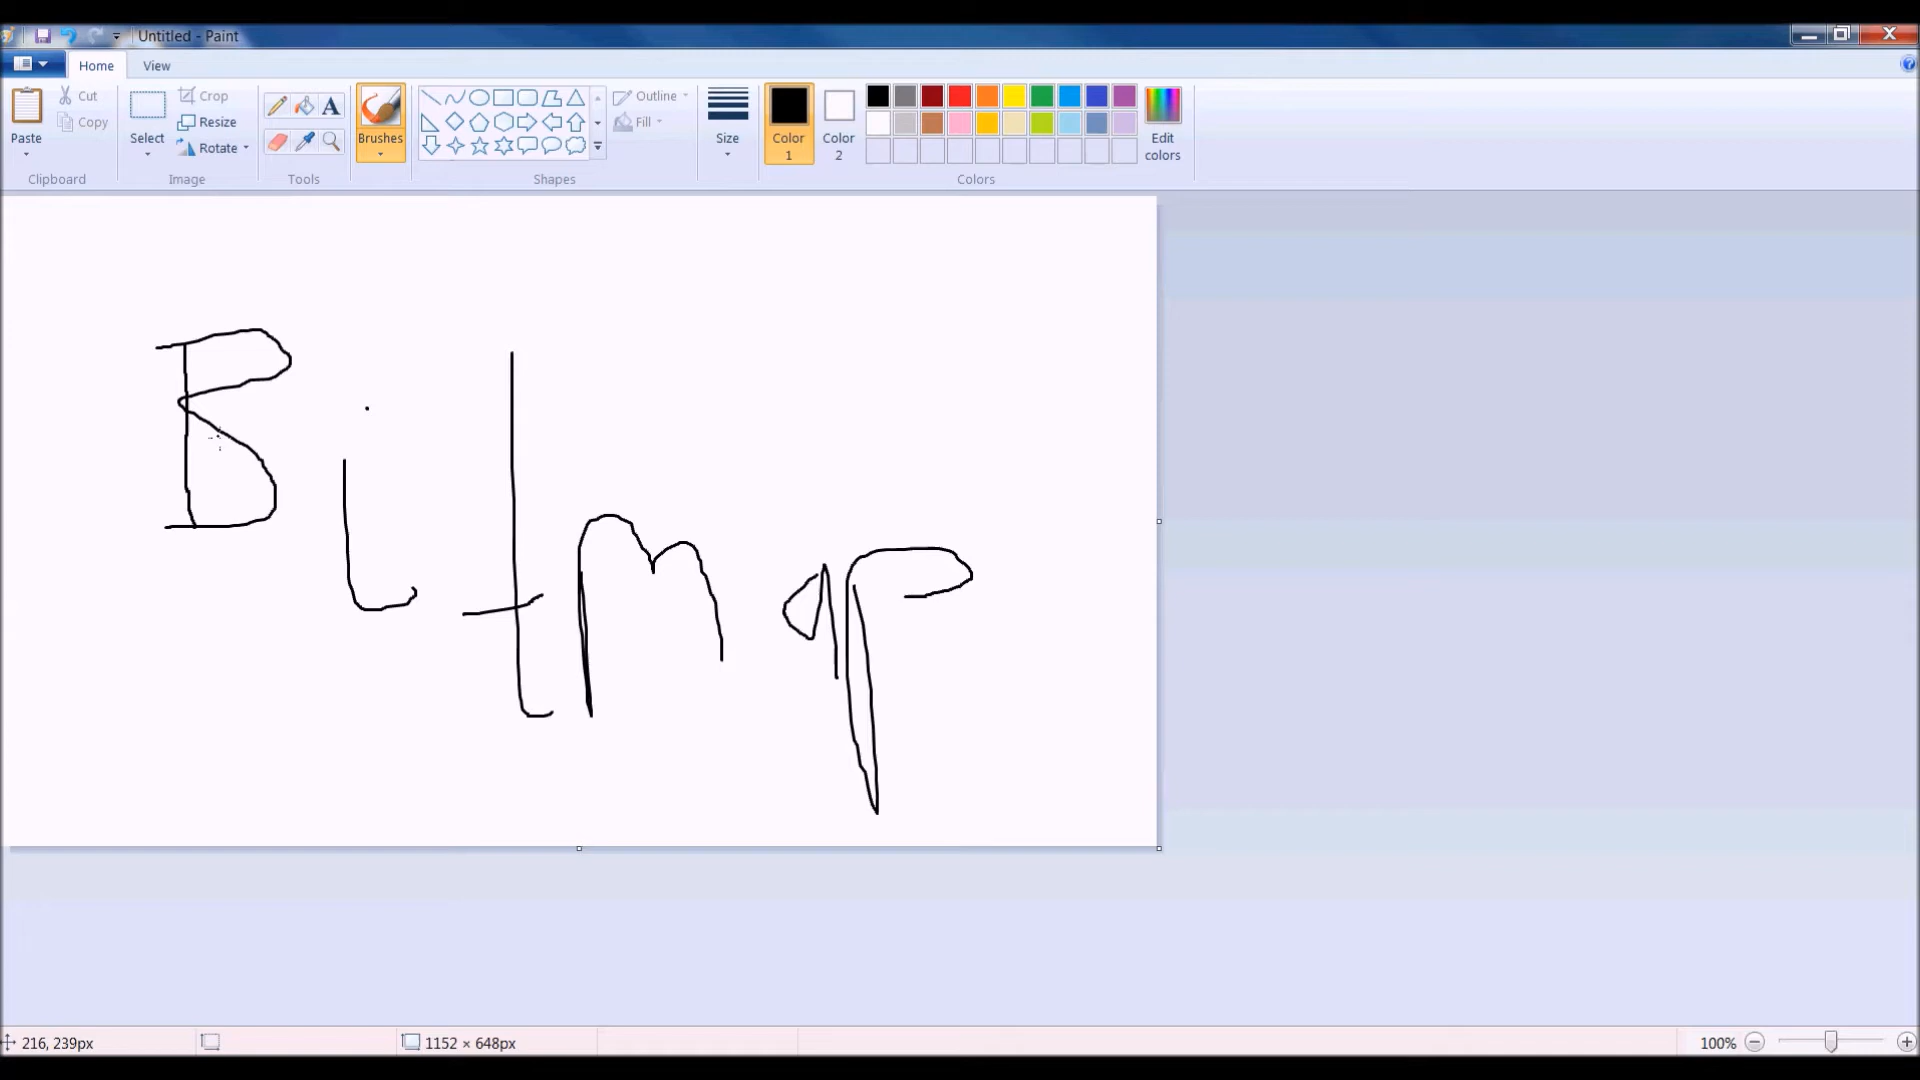 Untitled - Paint
Home View
Paste
Cut
Copy
Clipboard
Select
Crop
Resize
Rotate
Image
A
Tools
Brushes
Shapes
Outline
Fill
Size
Color 1
Color 2
Edit colors
Colors
Bitmap
216, 239px
1152 × 648px
100%